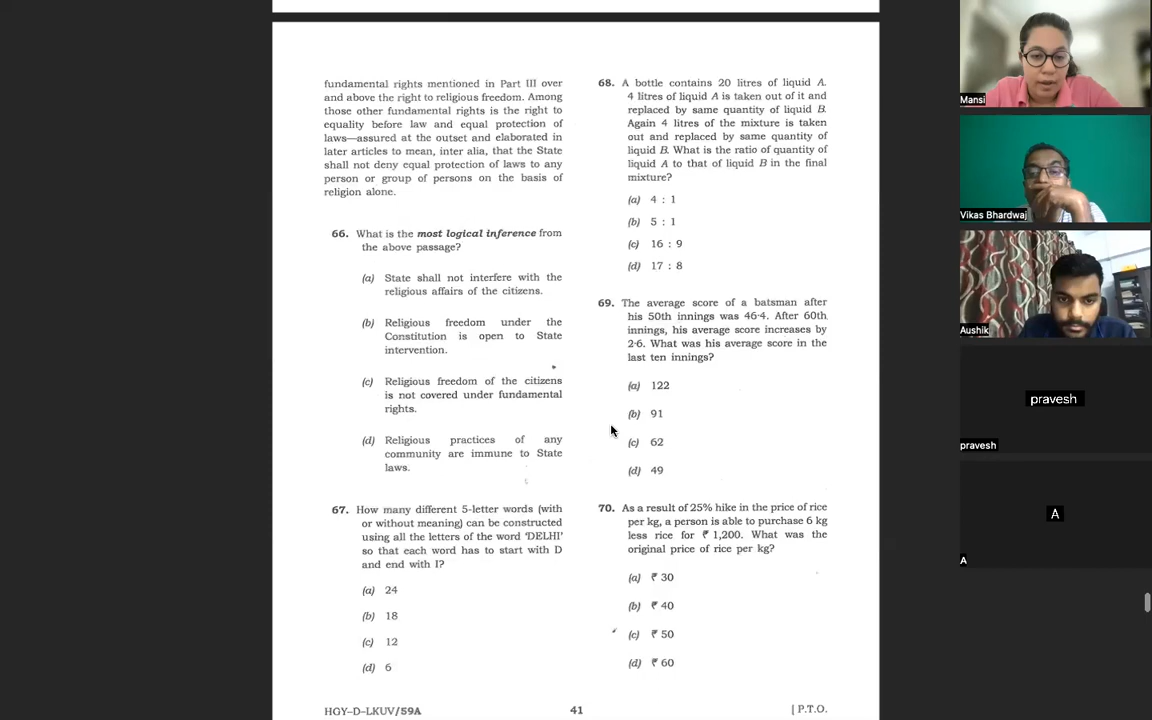 fundamental rights mentioned in Part III over
and above the right to religious freedom. Among
those other fundamental rights is the right to
equality before law and equal protection of
laws—assured at the outset and elaborated in
later articles to mean, inter alia, that the State
shall not deny equal protection of laws to any
person or group of persons on the basis of
religion alone.
66. What is the most logical inference from
the above passage?
(a) State shall not interfere with the
religious affairs of the citizens.
(b) Religious freedom under the
Constitution is open to State
intervention.
(c) Religious freedom of the citizens
is not covered under fundamental
rights.
(d) Religious practices of any
community are immune to State
laws.
67. How many different 5-letter words (with
or without meaning) can be constructed
using all the letters of the word ‘DELHI’
so that each word has to start with D
and end with I?
(a) 24
(b) 18
(c) 12
(d) 6
68. A bottle contains 20 litres of liquid A.
4 litres of liquid A is taken out of it and
replaced by same quantity of liquid B.
Again 4 litres of the mixture is taken
out and replaced by same quantity of
liquid B. What is the ratio of quantity of
liquid A to that of liquid B in the final
mixture?
(a) 4 : 1
(b) 5 : 1
(c) 16 : 9
(d) 17 : 8
69. The average score of a batsman after
his 50th innings was 46·4. After 60th
innings, his average score increases by
2·6. What was his average score in the
last ten innings?
(a) 122
(b) 91
(c) 62
(d) 49
70. As a result of 25% hike in the price of rice
per kg, a person is able to purchase 6 kg
less rice for ₹ 1,200. What was the
original price of rice per kg?
(a) ₹ 30
(b) ₹ 40
(c) ₹ 50
(d) ₹ 60
HGY–D–LKUV/59A
41
[ P.T.O.
Mansi
Vikas Bhardwaj
Aushik
pravesh
pravesh
A
A